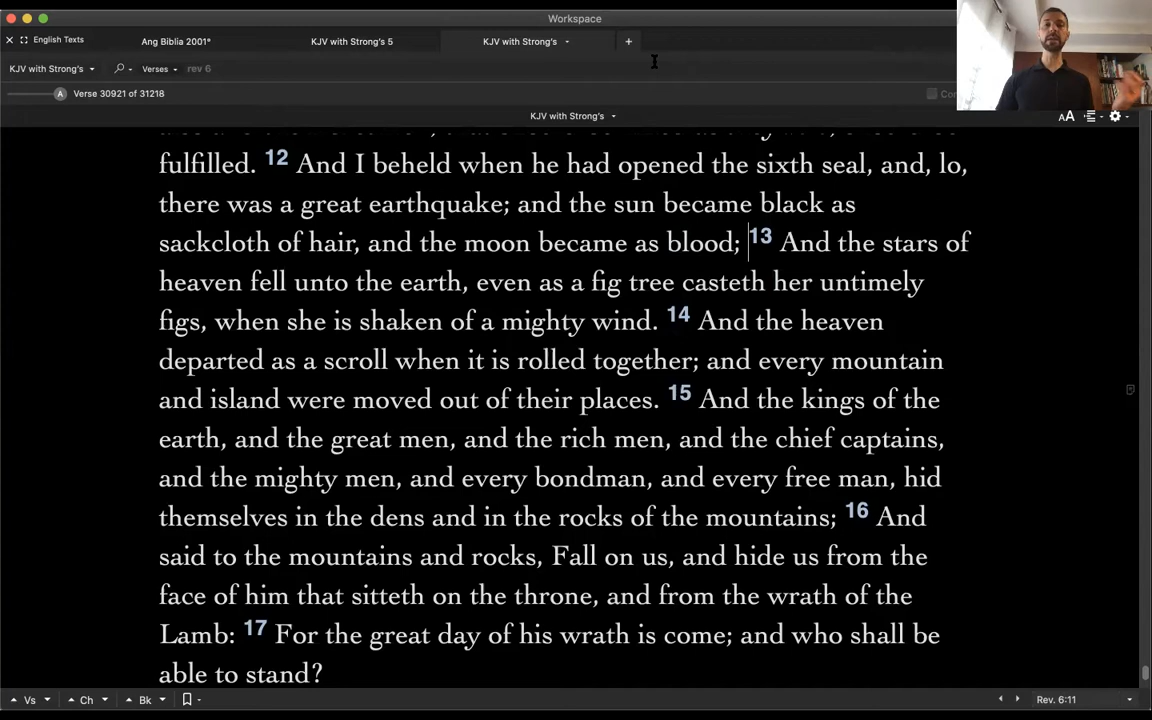 Workspace
English Texts
Ang Biblia 2001*
KJV with Strong's 5
KJV with Strong's
+
KJV with Strong's
Verses
rev 6
A
Verse 30921 of 31218
KJV with Strong's
AA
fulfilled. 12 And I beheld when he had opened the sixth seal, and, lo,
there was a great earthquake; and the sun became black as
sackcloth of hair, and the moon became as blood; 13 And the stars of
heaven fell unto the earth, even as a fig tree casteth her untimely
figs, when she is shaken of a mighty wind. 14 And the heaven
departed as a scroll when it is rolled together; and every mountain
and island were moved out of their places. 15 And the kings of the
earth, and the great men, and the rich men, and the chief captains,
and the mighty men, and every bondman, and every free man, hid
themselves in the dens and in the rocks of the mountains; 16 And
said to the mountains and rocks, Fall on us, and hide us from the
face of him that sitteth on the throne, and from the wrath of the
Lamb: 17 For the great day of his wrath is come; and who shall be
able to stand?
Vs
Ch
Bk
Rev. 6:11